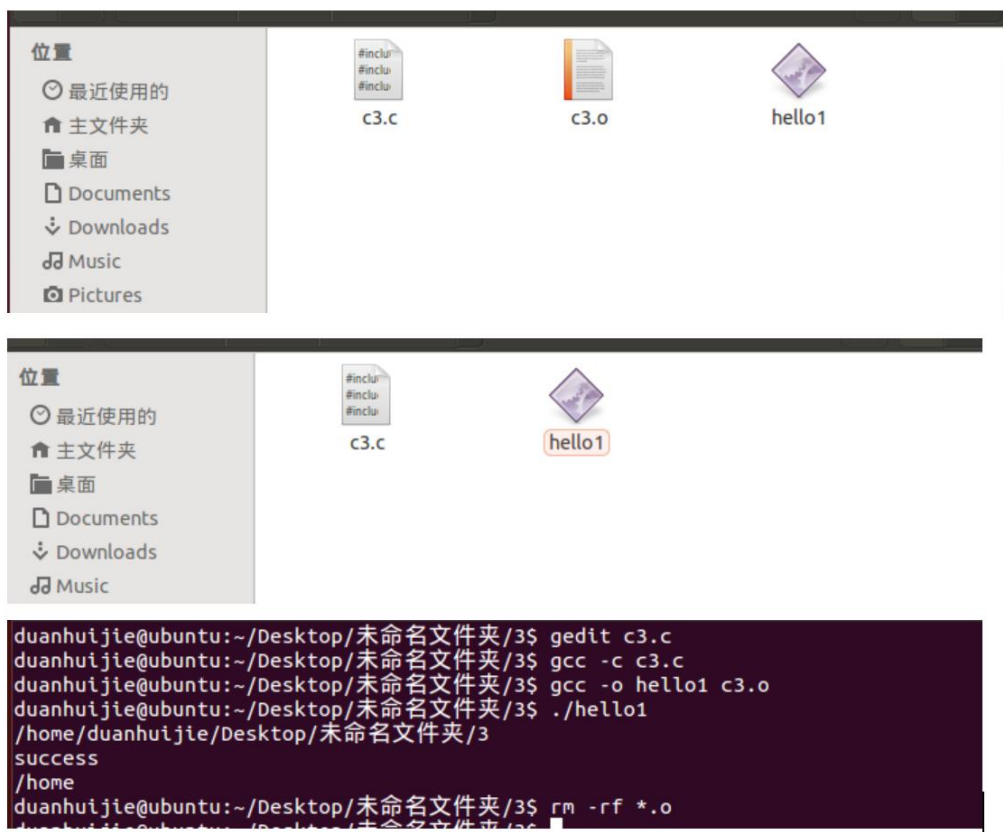 位置
最近使用的
主文件夹
桌面
Documents
Downloads
Music
Pictures
#inclu
#inclu
#inclu
c3.c
c3.o
hello1
位置
最近使用的
主文件夹
桌面
Documents
Downloads
Music
#inclu
#inclu
#inclu
c3.c
hello1
duanhuijie@ubuntu:~/Desktop/未命名文件夹/3$ gedit c3.c
duanhuijie@ubuntu:~/Desktop/未命名文件夹/3$ gcc -c c3.c
duanhuijie@ubuntu:~/Desktop/未命名文件夹/3$ gcc -o hello1 c3.o
duanhuijie@ubuntu:~/Desktop/未命名文件夹/3$ ./hello1
/home/duanhuijie/Desktop/未命名文件夹/3
success
/home
duanhuijie@ubuntu:~/Desktop/未命名文件夹/3$ rm -rf *.o